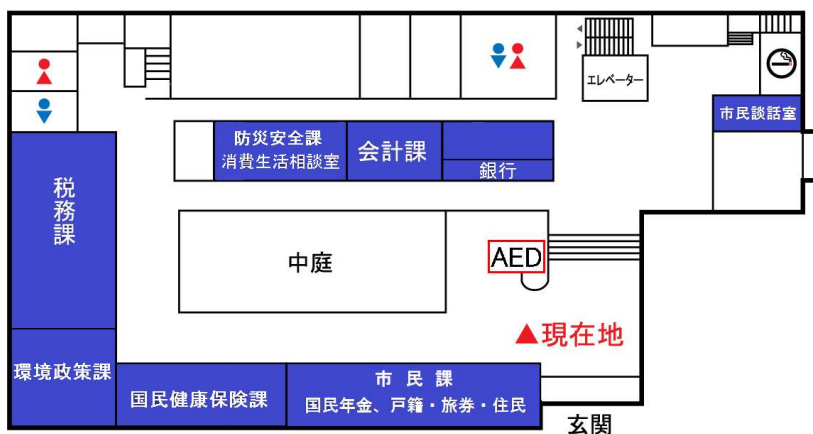 エレベーター
市民談話室
防災安全課
消費生活相談室
会計課
銀行
税務課
中庭
AED
▲現在地
環境政策課
国民健康保険課
市民課
国民年金、戸籍・旅券・住民
玄関